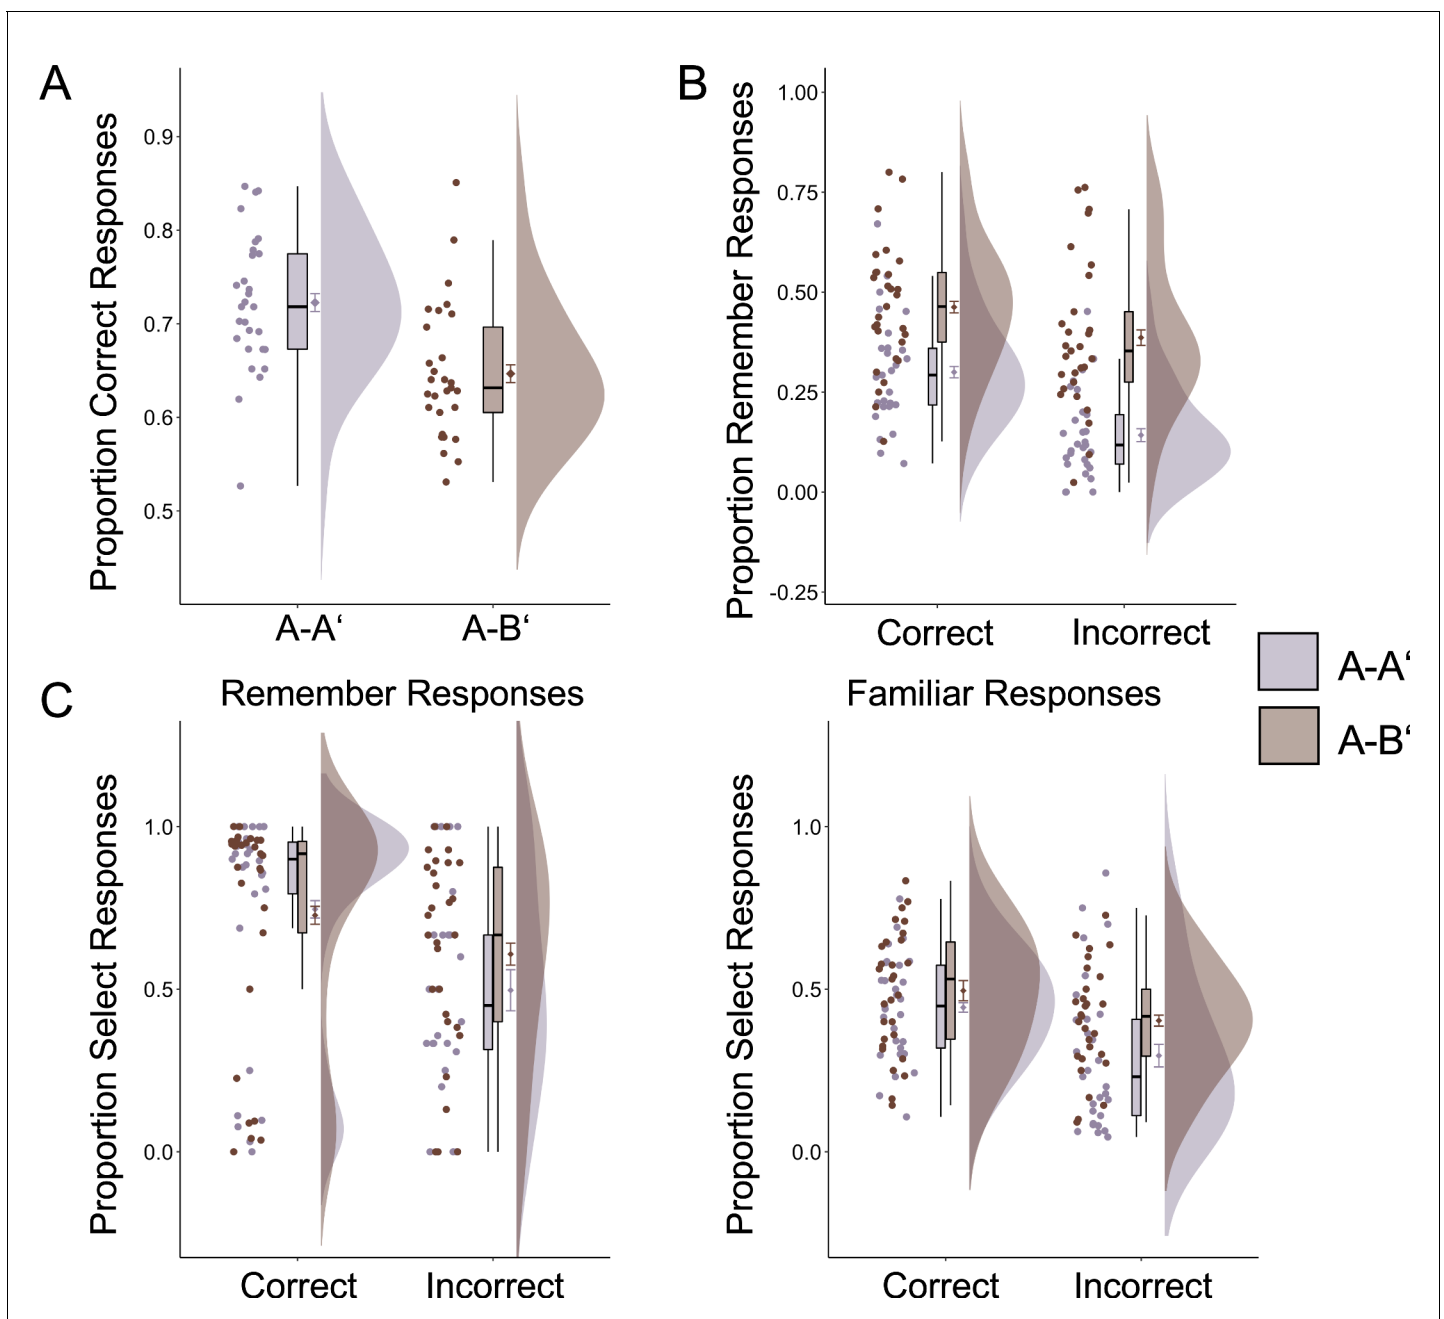 A
Proportion Correct Responses
0.9
0.8
0.7
0.6
0.5
A-A‘
A-B‘
B
Proportion Remember Responses
1.00
0.75
0.50
0.25
0.00
-0.25
Correct
Incorrect
A-A‘
A-B‘
C
Remember Responses
Proportion Select Responses
1.0
0.5
0.0
Correct
Incorrect
Familiar Responses
Proportion Select Responses
1.0
0.5
0.0
Correct
Incorrect